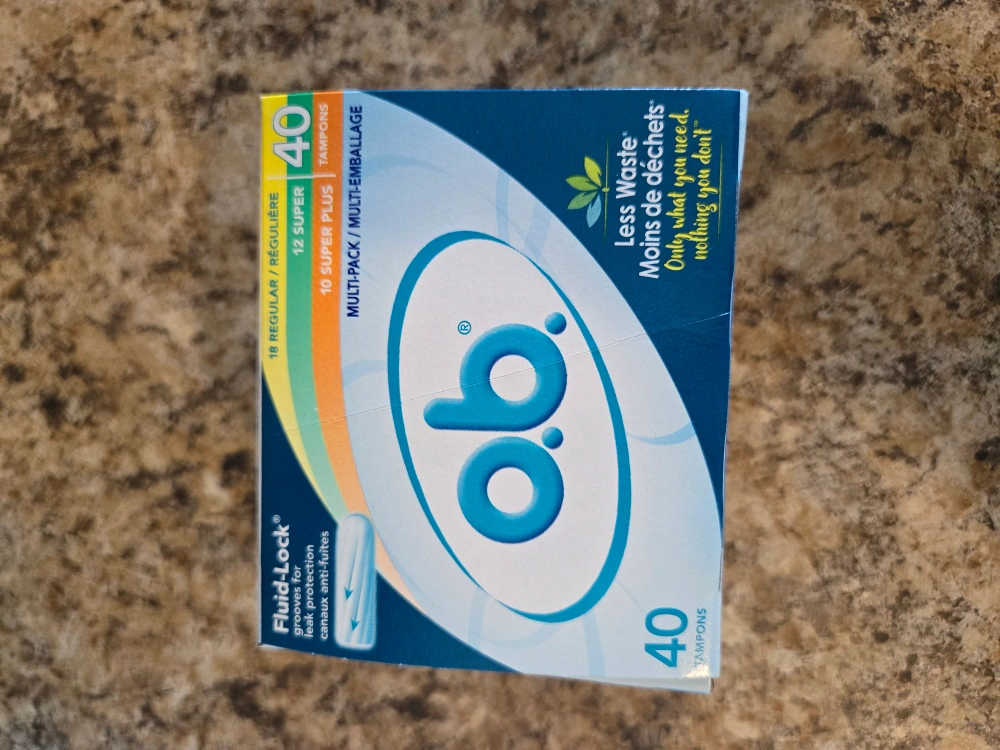 Fluid-Lock®
grooves for
leak protection
canaux anti-fuites
18 REGULAR / RÉGULIÈRE
12 SUPER
10 SUPER PLUS
40
TAMPONS
MULTI-PACK / MULTI-EMBALLAGE
o.b.®
Less Waste*
Moins de déchets*
Only what you need,
nothing you don't™
40
TAMPONS